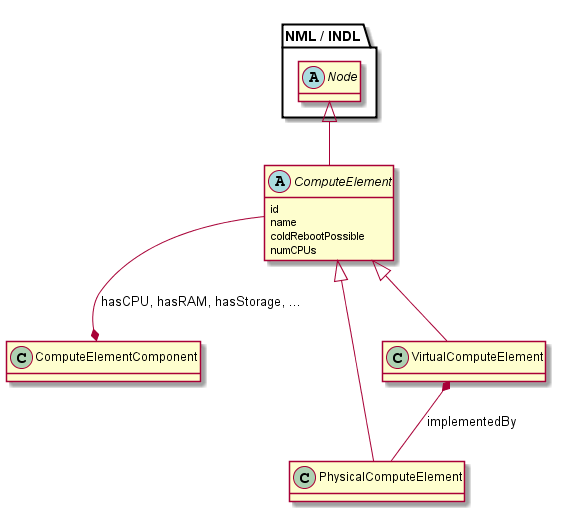 NML / INDL
A Node
A ComputeElement
id
name
coldRebootPossible
numCPUs
hasCPU, hasRAM, hasStorage, ...
C ComputeElementComponent
C VirtualComputeElement
implementedBy
C PhysicalComputeElement